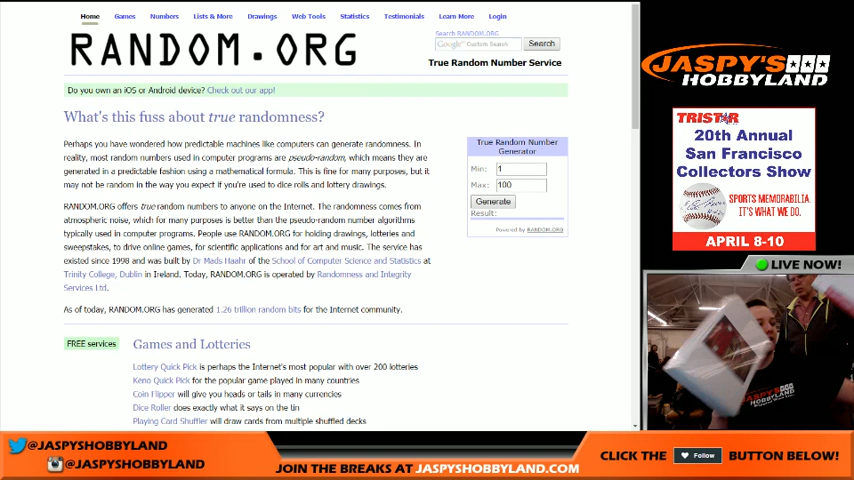 Home Games Numbers Lists & More Drawings Web Tools Statistics Testimonials Learn More Login
RANDOM.ORG
Search RANDOM.ORG
Google Custom Search Search
True Random Number Service
Do you own an iOS or Android device? Check out our app!
What's this fuss about true randomness?
Perhaps you have wondered how predictable machines like computers can generate randomness. In
reality, most random numbers used in computer programs are pseudo-random, which means they are
generated in a predictable fashion using a mathematical formula. This is fine for many purposes, but it
may not be random in the way you expect if you're used to dice rolls and lottery drawings.
RANDOM.ORG offers true random numbers to anyone on the Internet. The randomness comes from
atmospheric noise, which for many purposes is better than the pseudo-random number algorithms
typically used in computer programs. People use RANDOM.ORG for holding drawings, lotteries and
sweepstakes, to drive online games, for scientific applications and for art and music. The service has
existed since 1998 and was built by Dr Mads Haahr of the School of Computer Science and Statistics at
Trinity College, Dublin in Ireland. Today, RANDOM.ORG is operated by Randomness and Integrity
Services Ltd.
As of today, RANDOM.ORG has generated 1.26 trillion random bits for the Internet community.
True Random Number
Generator
Min: 1
Max: 100
Generate
Result:
Powered by RANDOM.ORG
FREE services
Games and Lotteries
Lottery Quick Pick is perhaps the Internet's most popular with over 200 lotteries
Keno Quick Pick for the popular game played in many countries
Coin Flipper will give you heads or tails in many currencies
Dice Roller does exactly what it says on the tin
Playing Card Shuffler will draw cards from multiple shuffled decks
JASPY'S
HOBBYLAND
TRISTAR
20th Annual
San Francisco
Collectors Show
SPORTS MEMORABILIA.
IT'S WHAT WE DO.
APRIL 8-10
LIVE NOW!
JASPY'S
HOBBYLAND
@JASPYSHOBBYLAND
@JASPYSHOBBYLAND
JOIN THE BREAKS AT JASPYSHOBBYLAND.COM
CLICK THE Follow BUTTON BELOW!